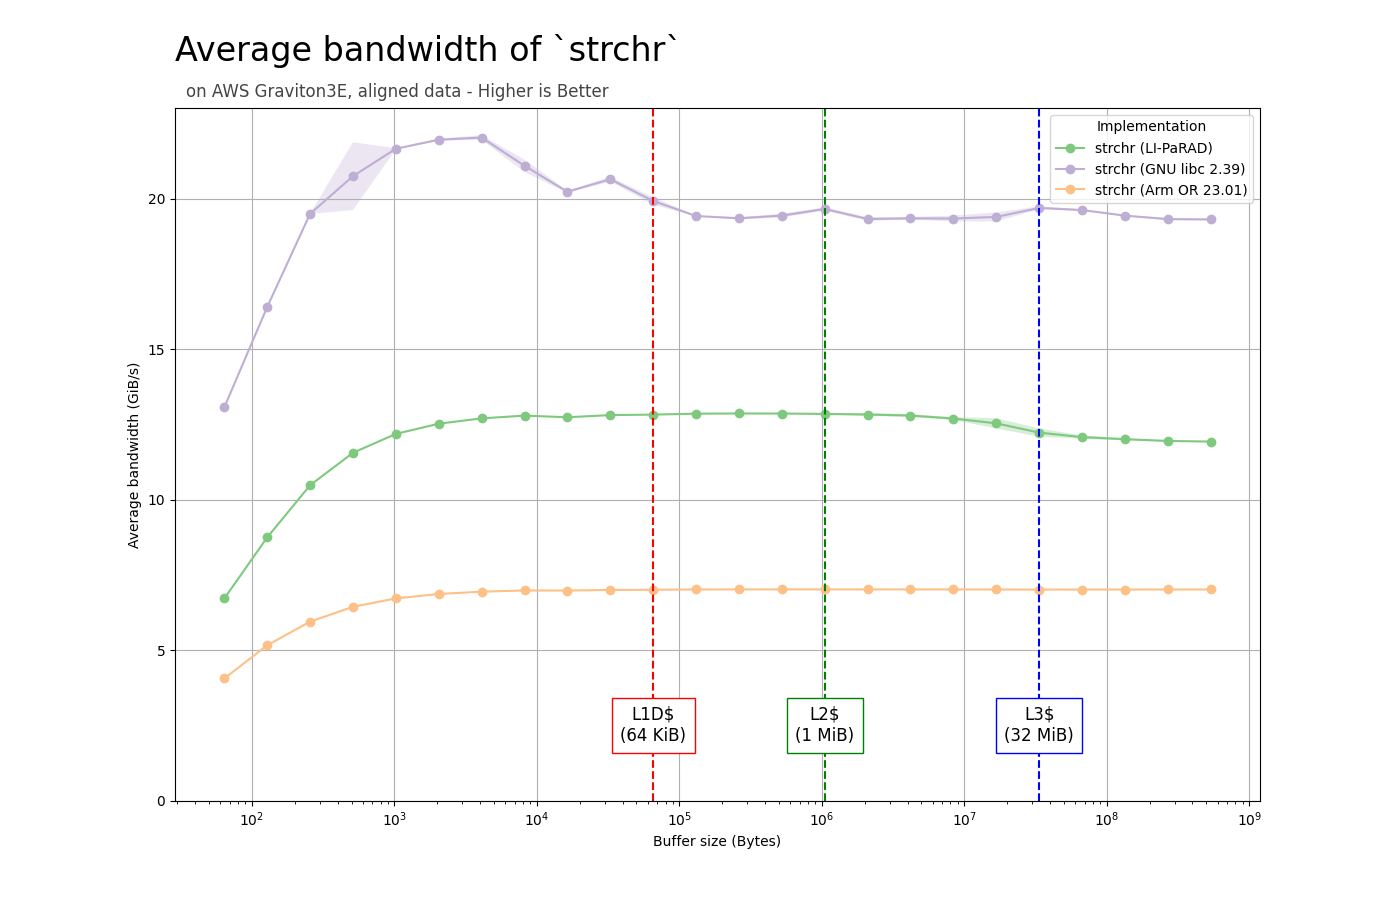 Average bandwidth of `strchr`
on AWS Graviton3E, aligned data - Higher is Better
Implementation
strchr (LI-PaRAD)
strchr (GNU libc 2.39)
strchr (Arm OR 23.01)
Average bandwidth (GiB/s)
20
15
10
5
0
L1D$
(64 KiB)
L2$
(1 MiB)
L3$
(32 MiB)
10²
10³
10⁴
10⁵
10⁶
10⁷
10⁸
10⁹
Buffer size (Bytes)